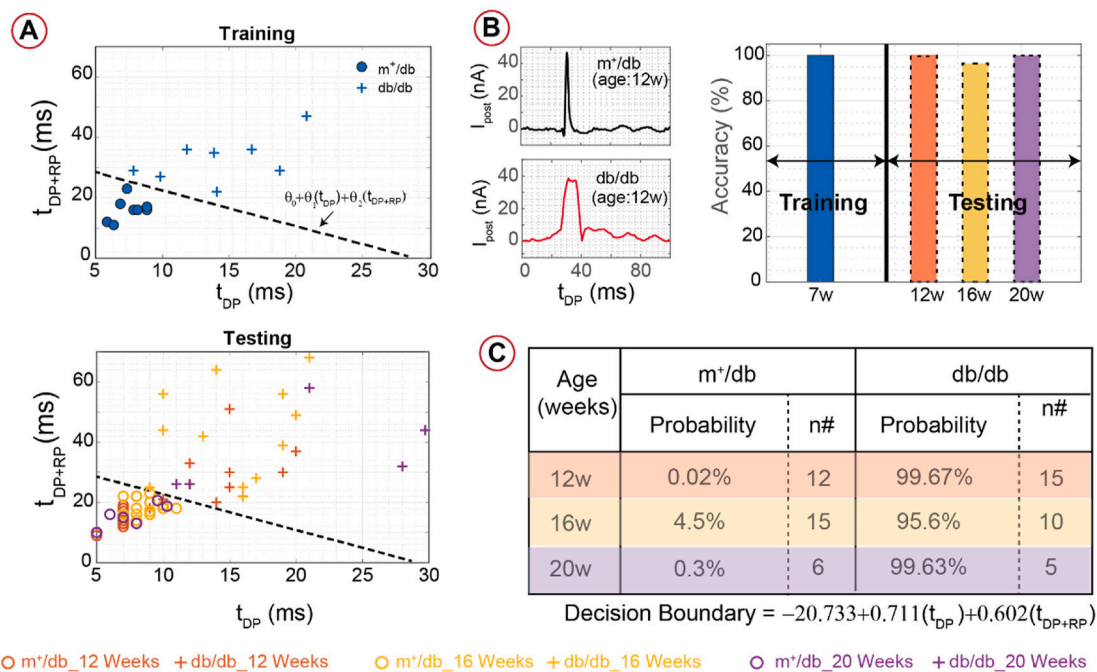 A
Training
m⁺/db
db/db
60
40
20
0
t_DP+RP (ms)
θ₀+θ₁(t_DP)+θ₂(t_DP+RP)
5 10 15 20 25 30
t_DP (ms)
Testing
60
40
20
0
t_DP+RP (ms)
5 10 15 20 25 30
t_DP (ms)
B
I_post (nA)
40
0
m⁺/db
(age:12w)
I_post (nA)
40
0
db/db
(age:12w)
0 40 80
t_DP (ms)
Accuracy (%)
100
80
60
40
20
0
Training
Testing
7w 12w 16w 20w
C
Age (weeks) m⁺/db db/db
Probability n# Probability n#
12w 0.02% 12 99.67% 15
16w 4.5% 15 95.6% 10
20w 0.3% 6 99.63% 5
Decision Boundary = −20.733+0.711(t_DP)+0.602(t_DP+RP)
m⁺/db_12 Weeks db/db_12 Weeks m⁺/db_16 Weeks db/db_16 Weeks m⁺/db_20 Weeks db/db_20 Weeks